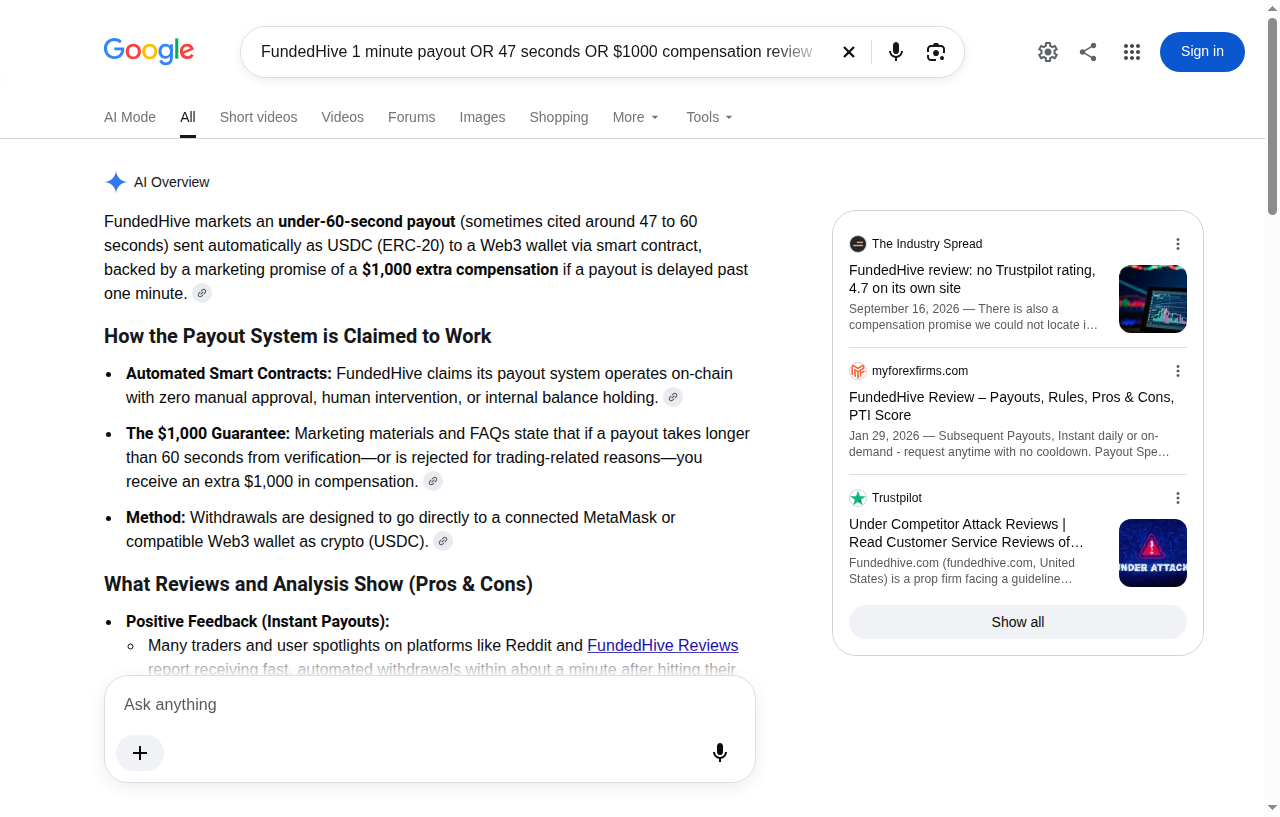 Google
FundedHive 1 minute payout OR 47 seconds OR $1000 compensation review
Sign in
AI Mode
All
Short videos
Videos
Forums
Images
Shopping
More
Tools
AI Overview
FundedHive markets an under-60-second payout (sometimes cited around 47 to 60
seconds) sent automatically as USDC (ERC-20) to a Web3 wallet via smart contract,
backed by a marketing promise of a $1,000 extra compensation if a payout is delayed past
one minute.
How the Payout System is Claimed to Work
Automated Smart Contracts: FundedHive claims its payout system operates on-chain
with zero manual approval, human intervention, or internal balance holding.
The $1,000 Guarantee: Marketing materials and FAQs state that if a payout takes longer
than 60 seconds from verification—or is rejected for trading-related reasons—you
receive an extra $1,000 in compensation.
Method: Withdrawals are designed to go directly to a connected MetaMask or
compatible Web3 wallet as crypto (USDC).
What Reviews and Analysis Show (Pros & Cons)
Positive Feedback (Instant Payouts):
Many traders and user spotlights on platforms like Reddit and FundedHive Reviews
report receiving fast, automated withdrawals within about a minute after hitting their
Ask anything
The Industry Spread
FundedHive review: no Trustpilot rating,
4.7 on its own site
September 16, 2026 — There is also a
compensation promise we could not locate i...
myforexfirms.com
FundedHive Review – Payouts, Rules, Pros & Cons,
PTI Score
Jan 29, 2026 — Subsequent Payouts, Instant daily or on-
demand - request anytime with no cooldown. Payout Spe...
Trustpilot
Under Competitor Attack Reviews |
Read Customer Service Reviews of...
Fundedhive.com (fundedhive.com, United
States) is a prop firm facing a guideline...
UNDER ATTACK
Show all